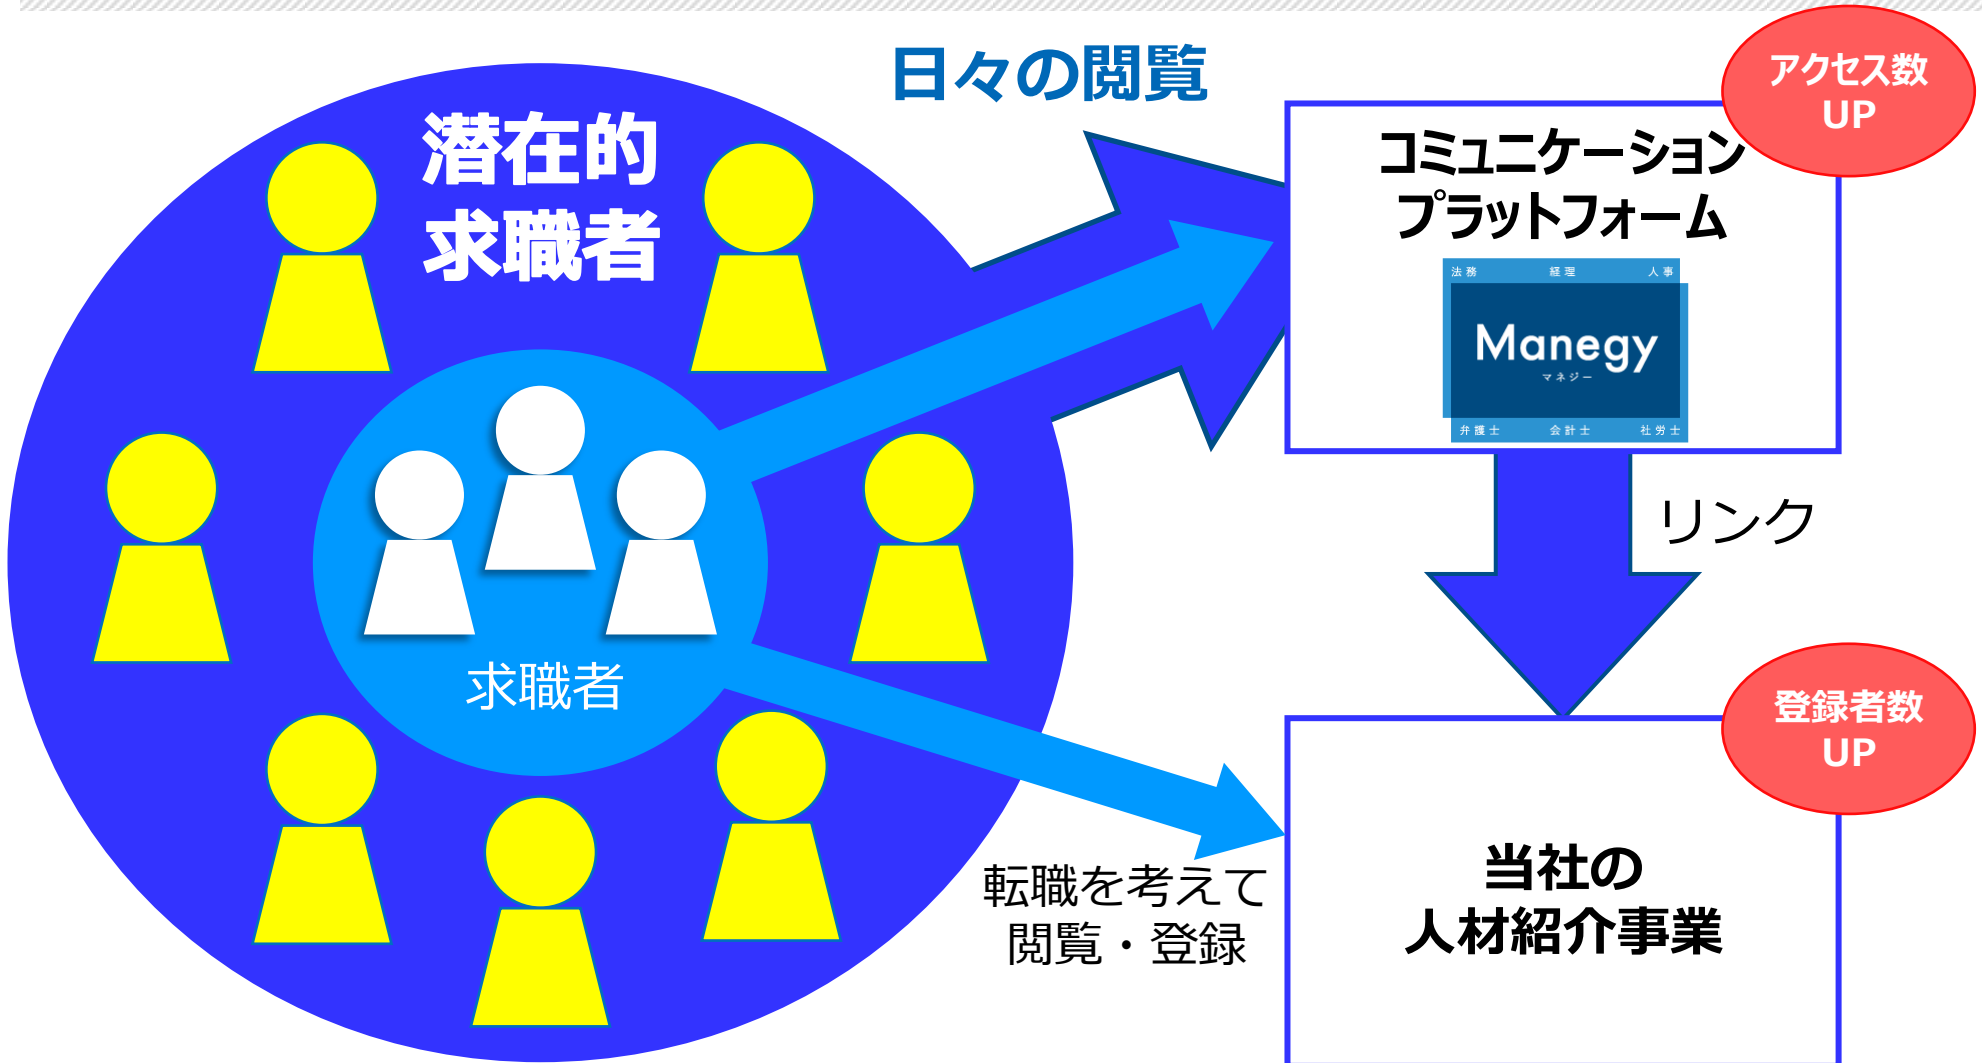 日々の閲覧
アクセス数
UP
潜在的
求職者
コミュニケーション
プラットフォーム
法務 経理 人事
Manegy
マネジー
弁護士 会計士 社労士
リンク
求職者
登録者数
UP
転職を考えて
閲覧・登録
当社の
人材紹介事業